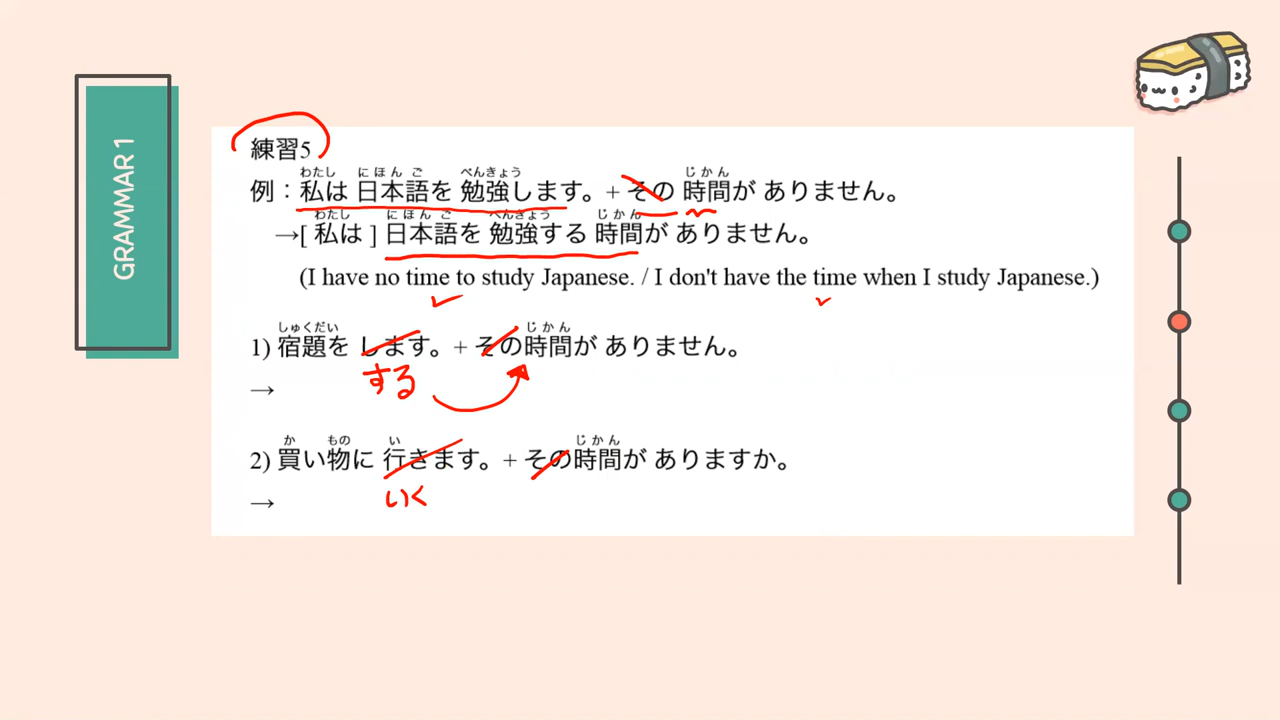 GRAMMAR 1
練習5
わたし にほんご べんきょう じかん
例：私は 日本語を 勉強します。+ その 時間が ありません。
わたし にほんご べんきょう じかん
→[ 私は ] 日本語を 勉強する 時間が ありません。
(I have no time to study Japanese. / I don't have the time when I study Japanese.)
しゅくだい じかん
1) 宿題を します。+ その時間が ありません。
する
→
か もの い じかん
2) 買い物に 行きます。+ その時間が ありますか。
いく
→